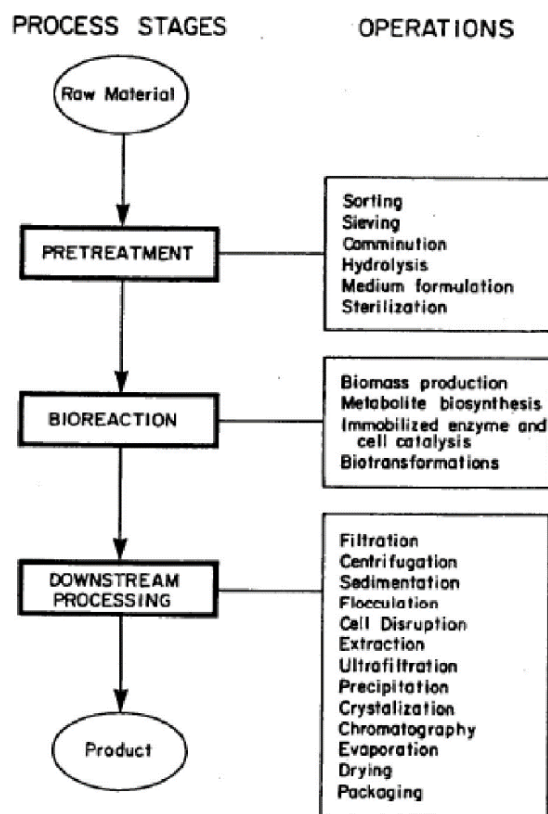 PROCESS STAGES
OPERATIONS
Raw Material
PRETREATMENT
Sorting
Sieving
Comminution
Hydrolysis
Medium formulation
Sterilization
BIOREACTION
Biomass production
Metabolite biosynthesis
Immobilized enzyme and
cell catalysis
Biotransformations
DOWNSTREAM
PROCESSING
Filtration
Centrifugation
Sedimentation
Flocculation
Cell Disruption
Extraction
Ultrafiltration
Precipitation
Crystalization
Chromatography
Evaporation
Drying
Packaging
Product